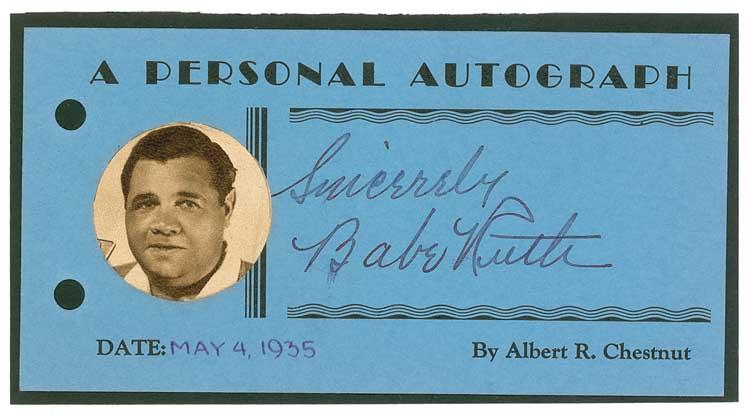 A PERSONAL AUTOGRAPH
Sincerely
Babe Ruth
DATE: MAY 4, 1935
By Albert R. Chestnut